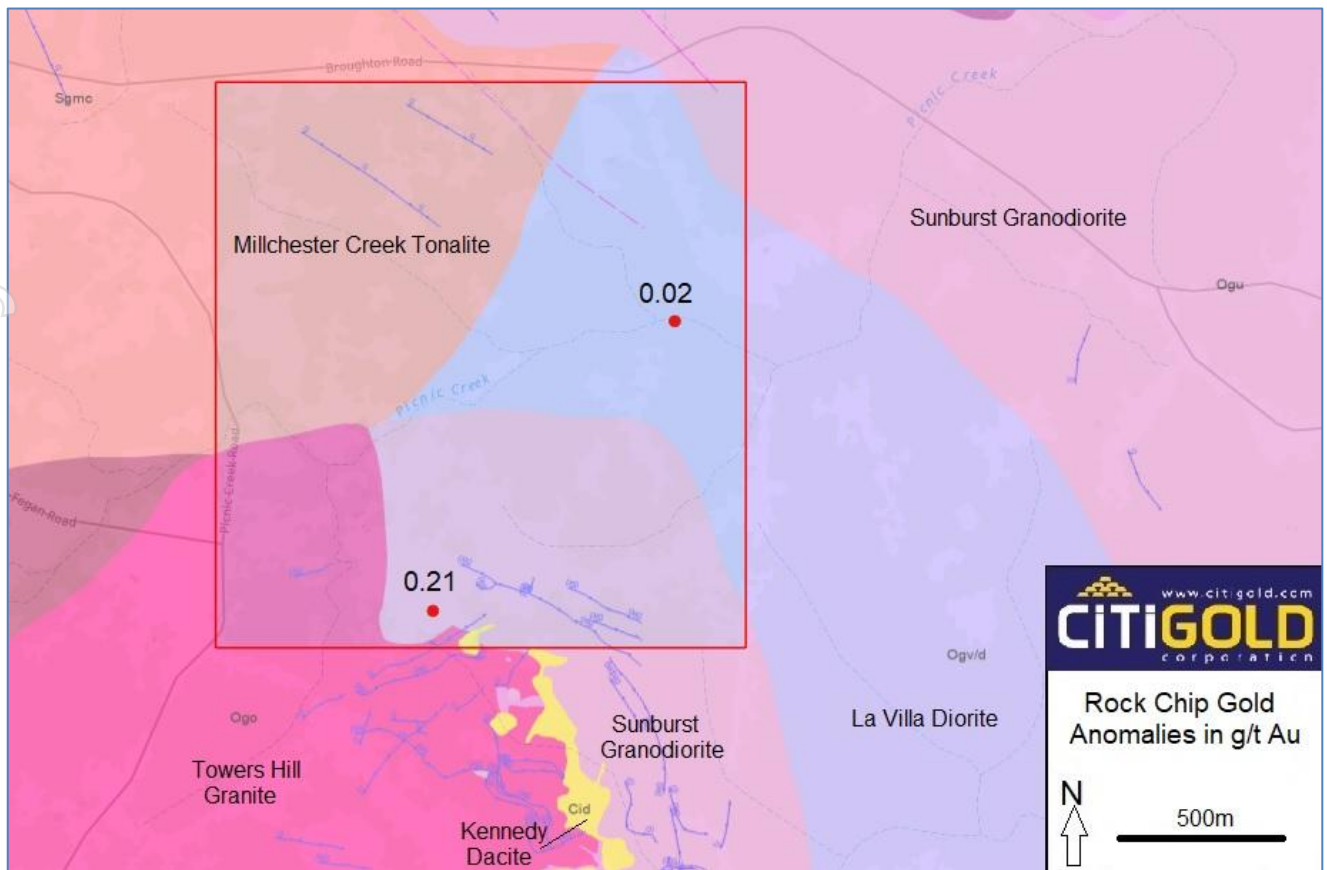 Broughton Road
Sgmc
Picnic Creek
Sunburst Granodiorite
Millchester Creek Tonalite
Ogu
0.02
Picnic Creek
Picnic Creek Road
Fegan Road
0.21
Ogv/d
Ogo
La Villa Diorite
Sunburst
Granodiorite
Towers Hill
Granite
Cid
Kennedy
Dacite
www.citigold.com
CiTiGOLD
corporation
Rock Chip Gold
Anomalies in g/t Au
N
500m